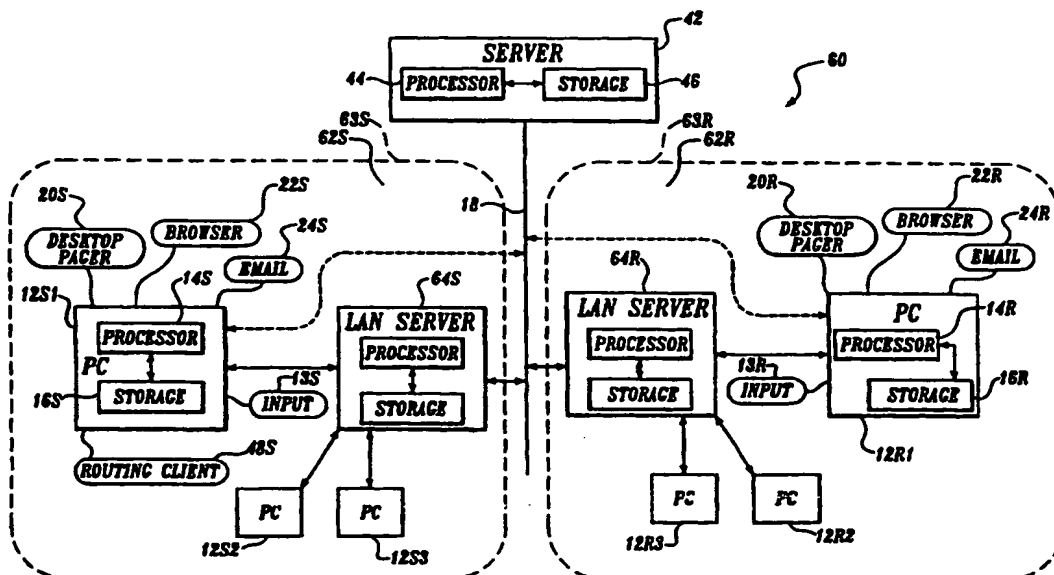 42
SERVER
44
PROCESSOR
STORAGE
46
60
63S
62S
63R
62R
18
20S
22S
DESKTOP
PAGER
BROWSER
24S
EMAIL
14S
12S1
PROCESSOR
PC
16S
STORAGE
13S
INPUT
ROUTING CLIENT
48S
64S
LAN SERVER
PROCESSOR
STORAGE
PC
12S2
PC
12S3
64R
LAN SERVER
PROCESSOR
STORAGE
20R
22R
DESKTOP
PAGER
BROWSER
24R
EMAIL
PC
14R
PROCESSOR
13R
INPUT
STORAGE
16R
12R1
PC
12R3
PC
12R2